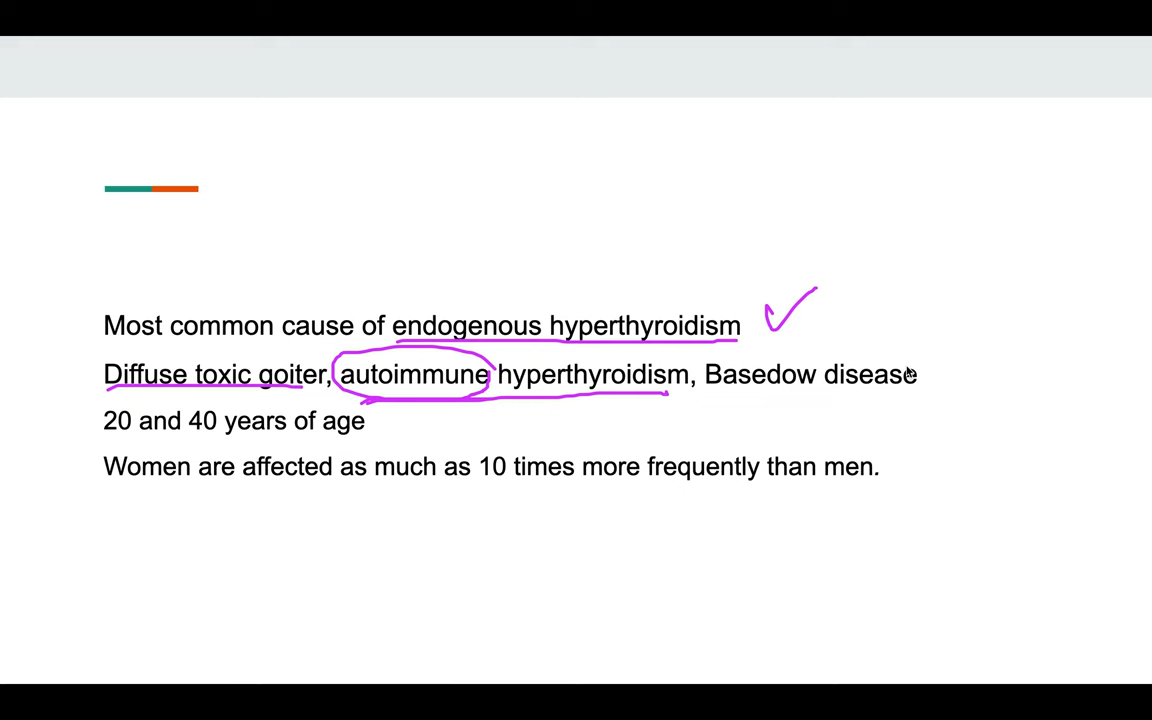 Most common cause of endogenous hyperthyroidism
Diffuse toxic goiter, autoimmune hyperthyroidism, Basedow disease
20 and 40 years of age
Women are affected as much as 10 times more frequently than men.